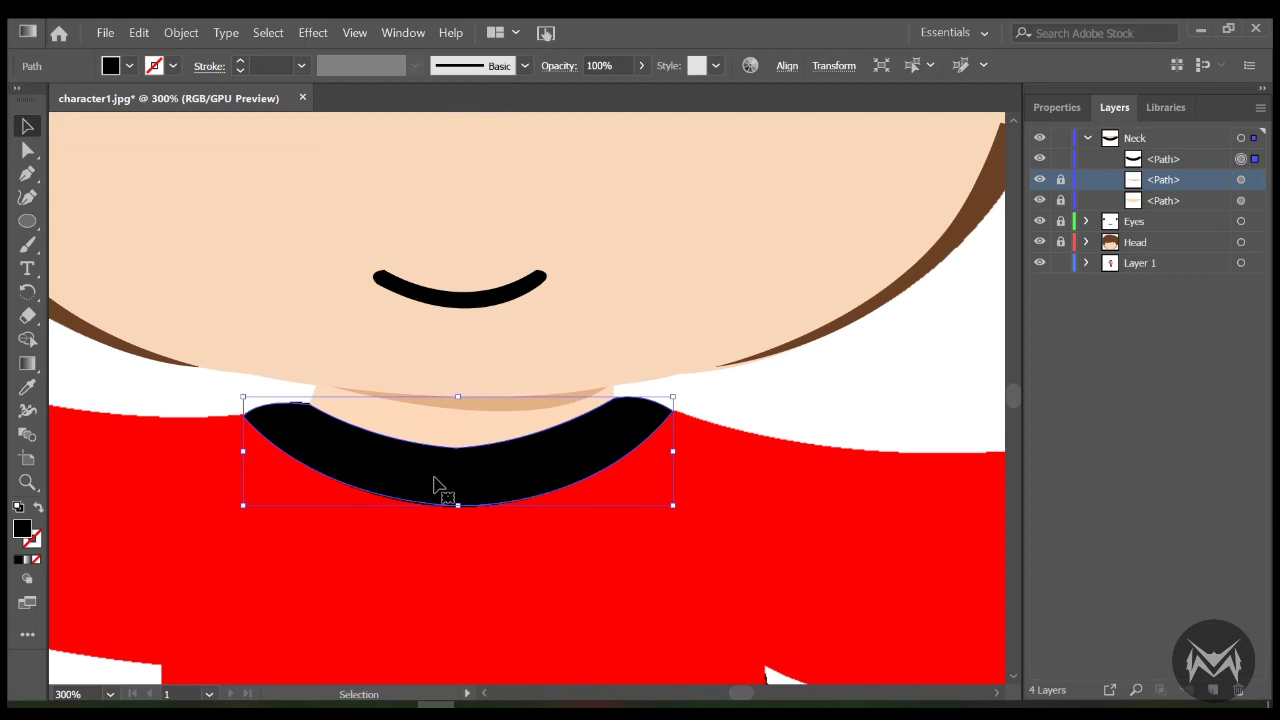 File Edit Object Type Select Effect View Window Help Essentials Search Adobe Stock
Path Stroke: Basic Opacity: 100% Style: Align Transform
character1.jpg* @ 300% (RGB/GPU Preview)
Properties Layers Libraries
Neck
<Path>
<Path>
<Path>
Eyes
Head
Layer 1
300% 1 Selection 4 Layers